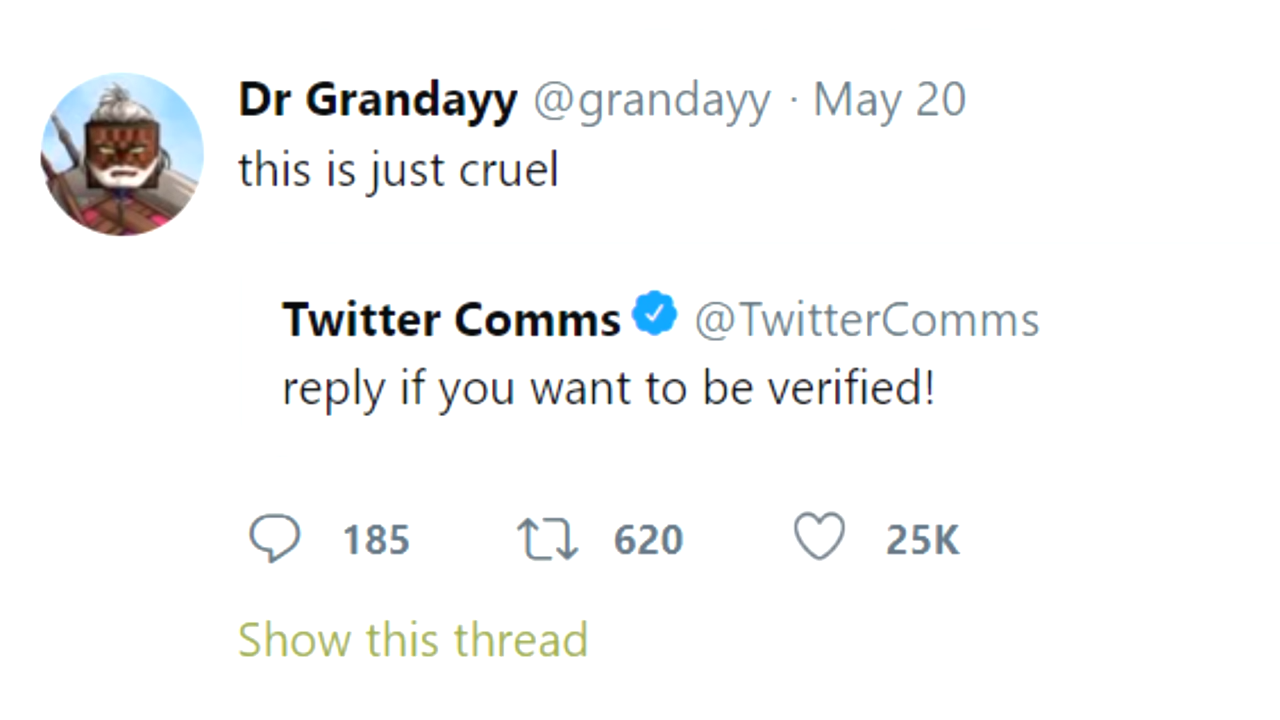 Dr Grandayy @grandayy · May 20
this is just cruel
Twitter Comms @TwitterComms
reply if you want to be verified!
185 620 25K
Show this thread